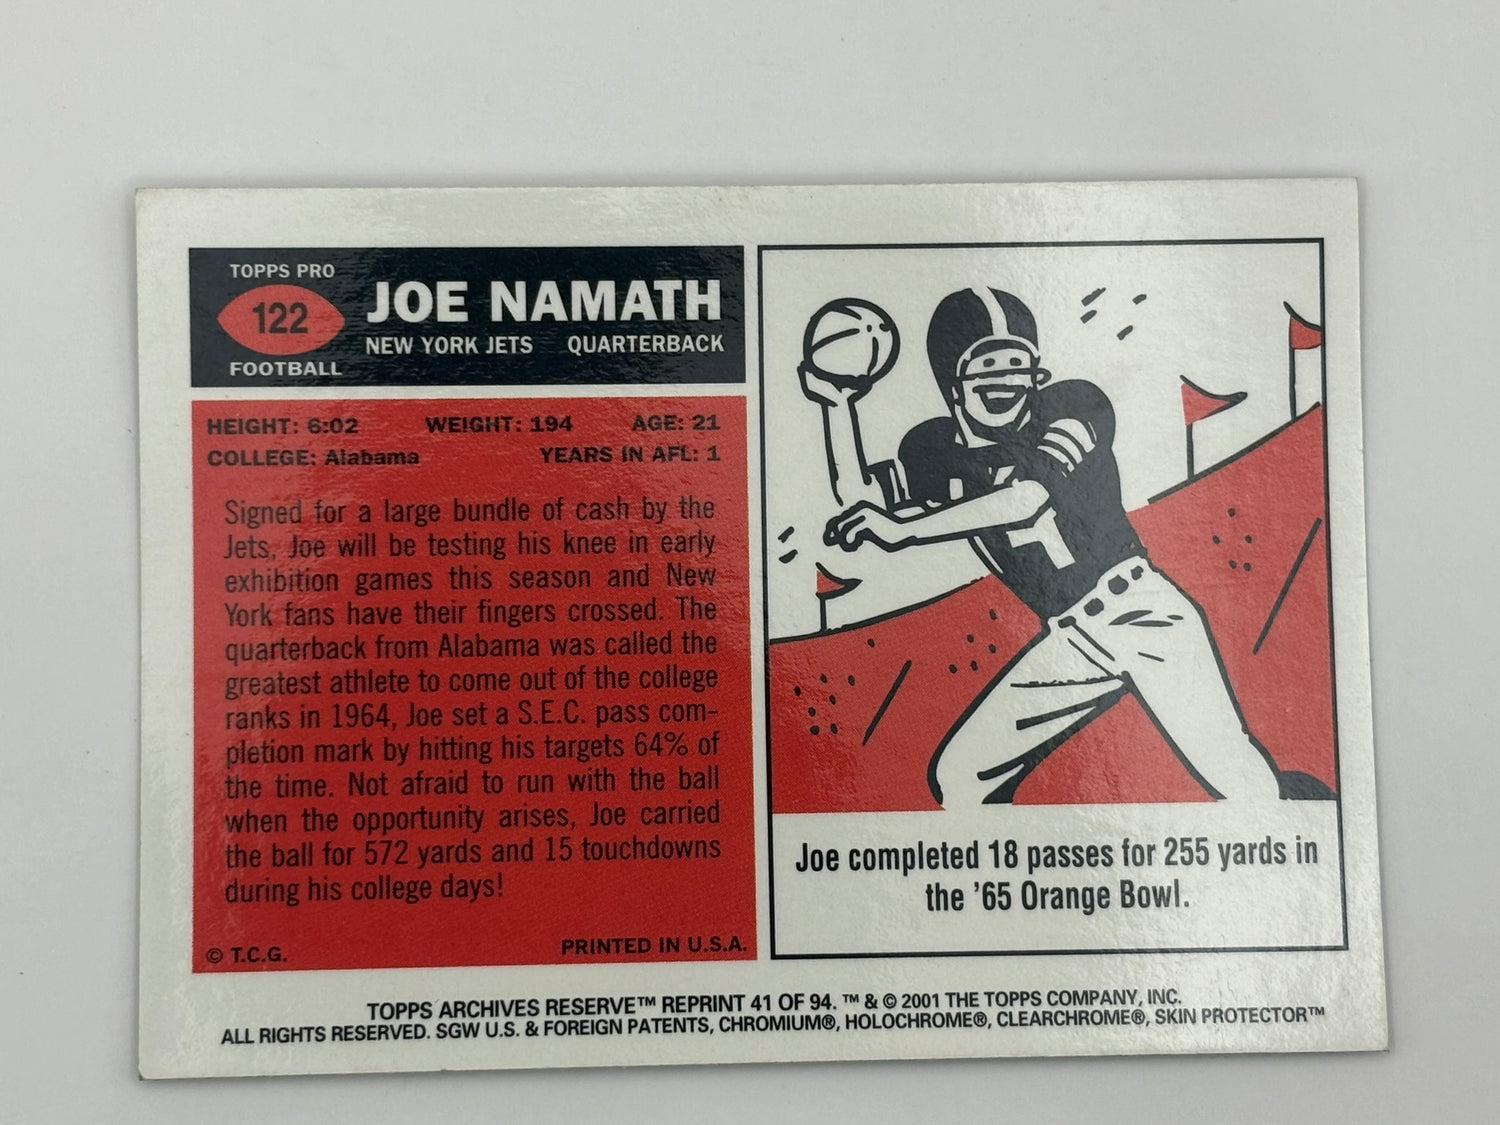 TOPPS PRO
122
FOOTBALL
JOE NAMATH
NEW YORK JETS QUARTERBACK
HEIGHT: 6:02 WEIGHT: 194 AGE: 21
COLLEGE: Alabama YEARS IN AFL: 1
Signed for a large bundle of cash by the
Jets, Joe will be testing his knee in early
exhibition games this season and New
York fans have their fingers crossed. The
quarterback from Alabama was called the
greatest athlete to come out of the college
ranks in 1964, Joe set a S.E.C. pass com-
pletion mark by hitting his targets 64% of
the time. Not afraid to run with the ball
when the opportunity arises, Joe carried
the ball for 572 yards and 15 touchdowns
during his college days!
© T.C.G. PRINTED IN U.S.A.
Joe completed 18 passes for 255 yards in
the '65 Orange Bowl.
TOPPS ARCHIVES RESERVE™ REPRINT 41 OF 94. ™ & © 2001 THE TOPPS COMPANY, INC.
ALL RIGHTS RESERVED. SGW U.S. & FOREIGN PATENTS, CHROMIUM®, HOLOCHROME®, CLEARCHROME®, SKIN PROTECTOR™